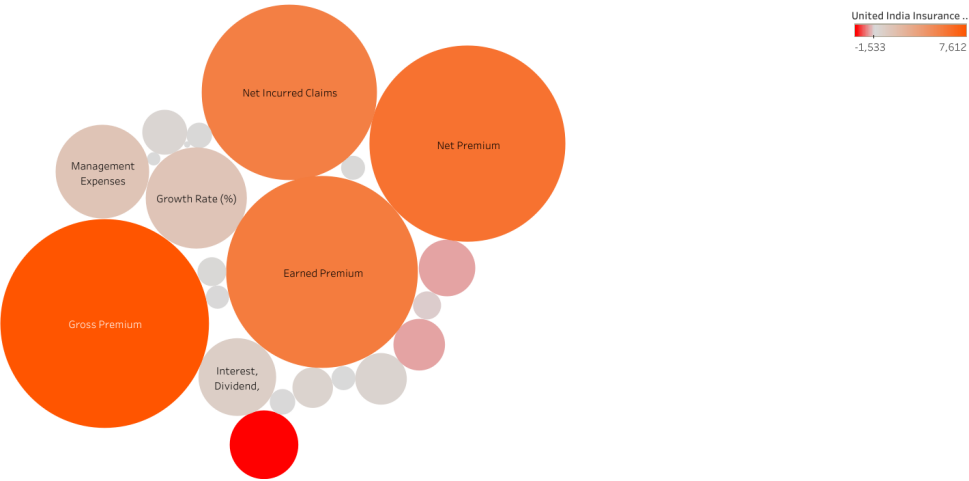 United India Insurance ..
-1,533 7,612
Net Incurred Claims
Net Premium
Management
Expenses
Growth Rate (%)
Earned Premium
Gross Premium
Interest,
Dividend,